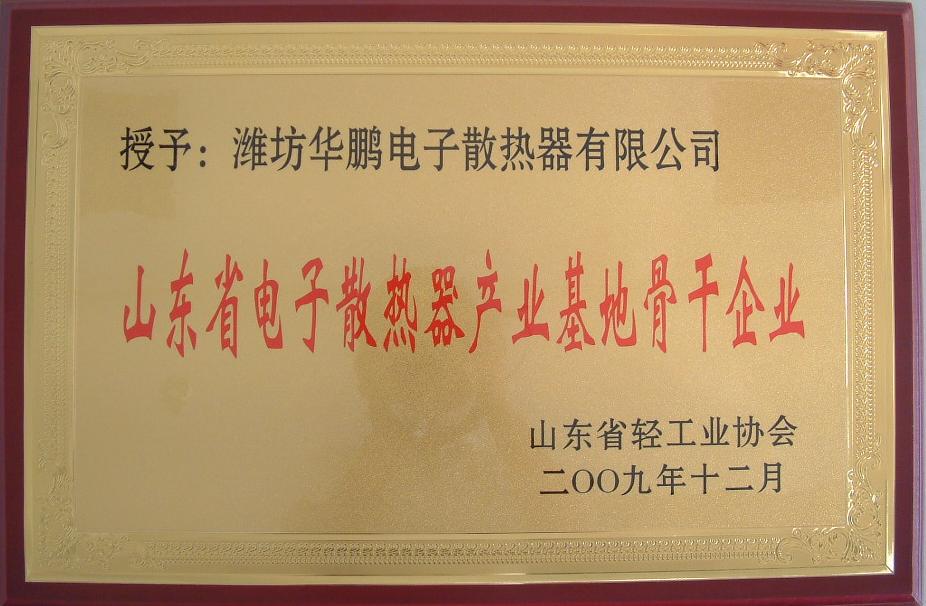 授予：潍坊华鹏电子散热器有限公司
山东省电子散热器产业基地骨干企业
山东省轻工业协会
二〇〇九年十二月